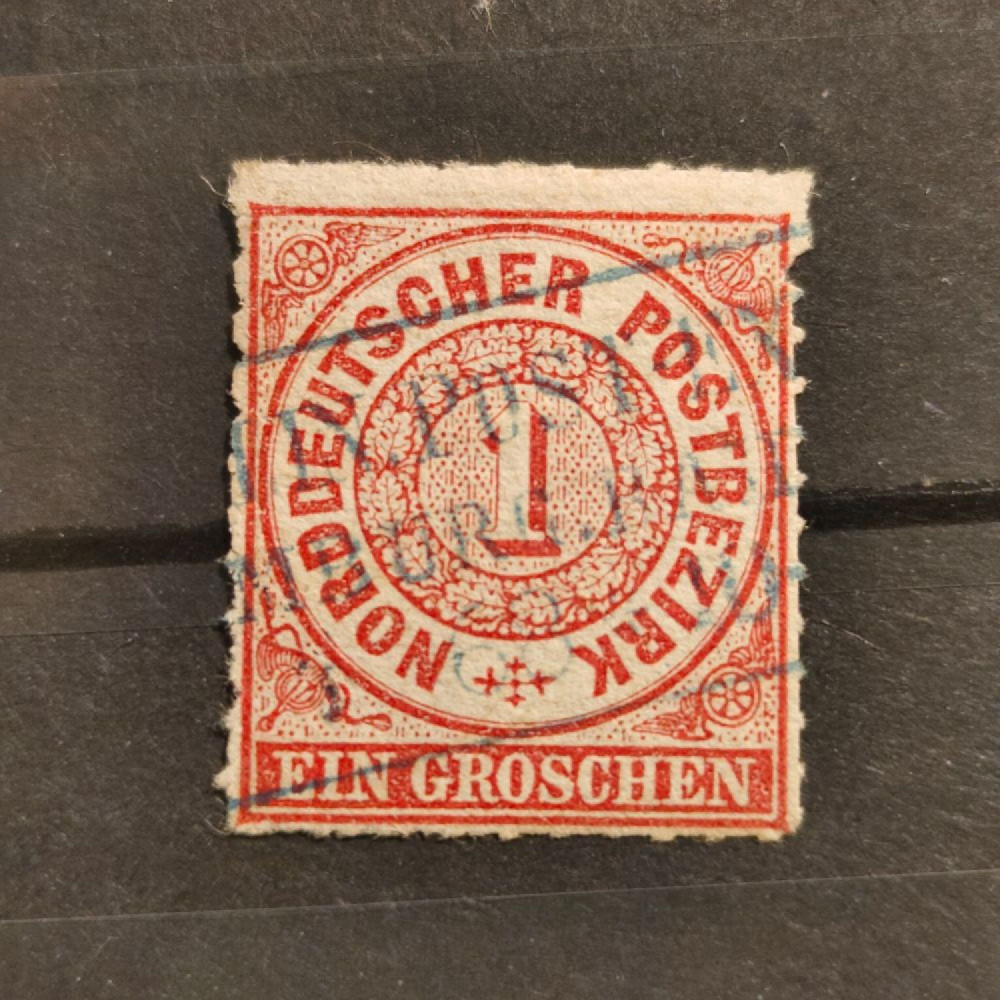 NORDDEUTSCHER POSTBEZIRK
1
EIN GROSCHEN